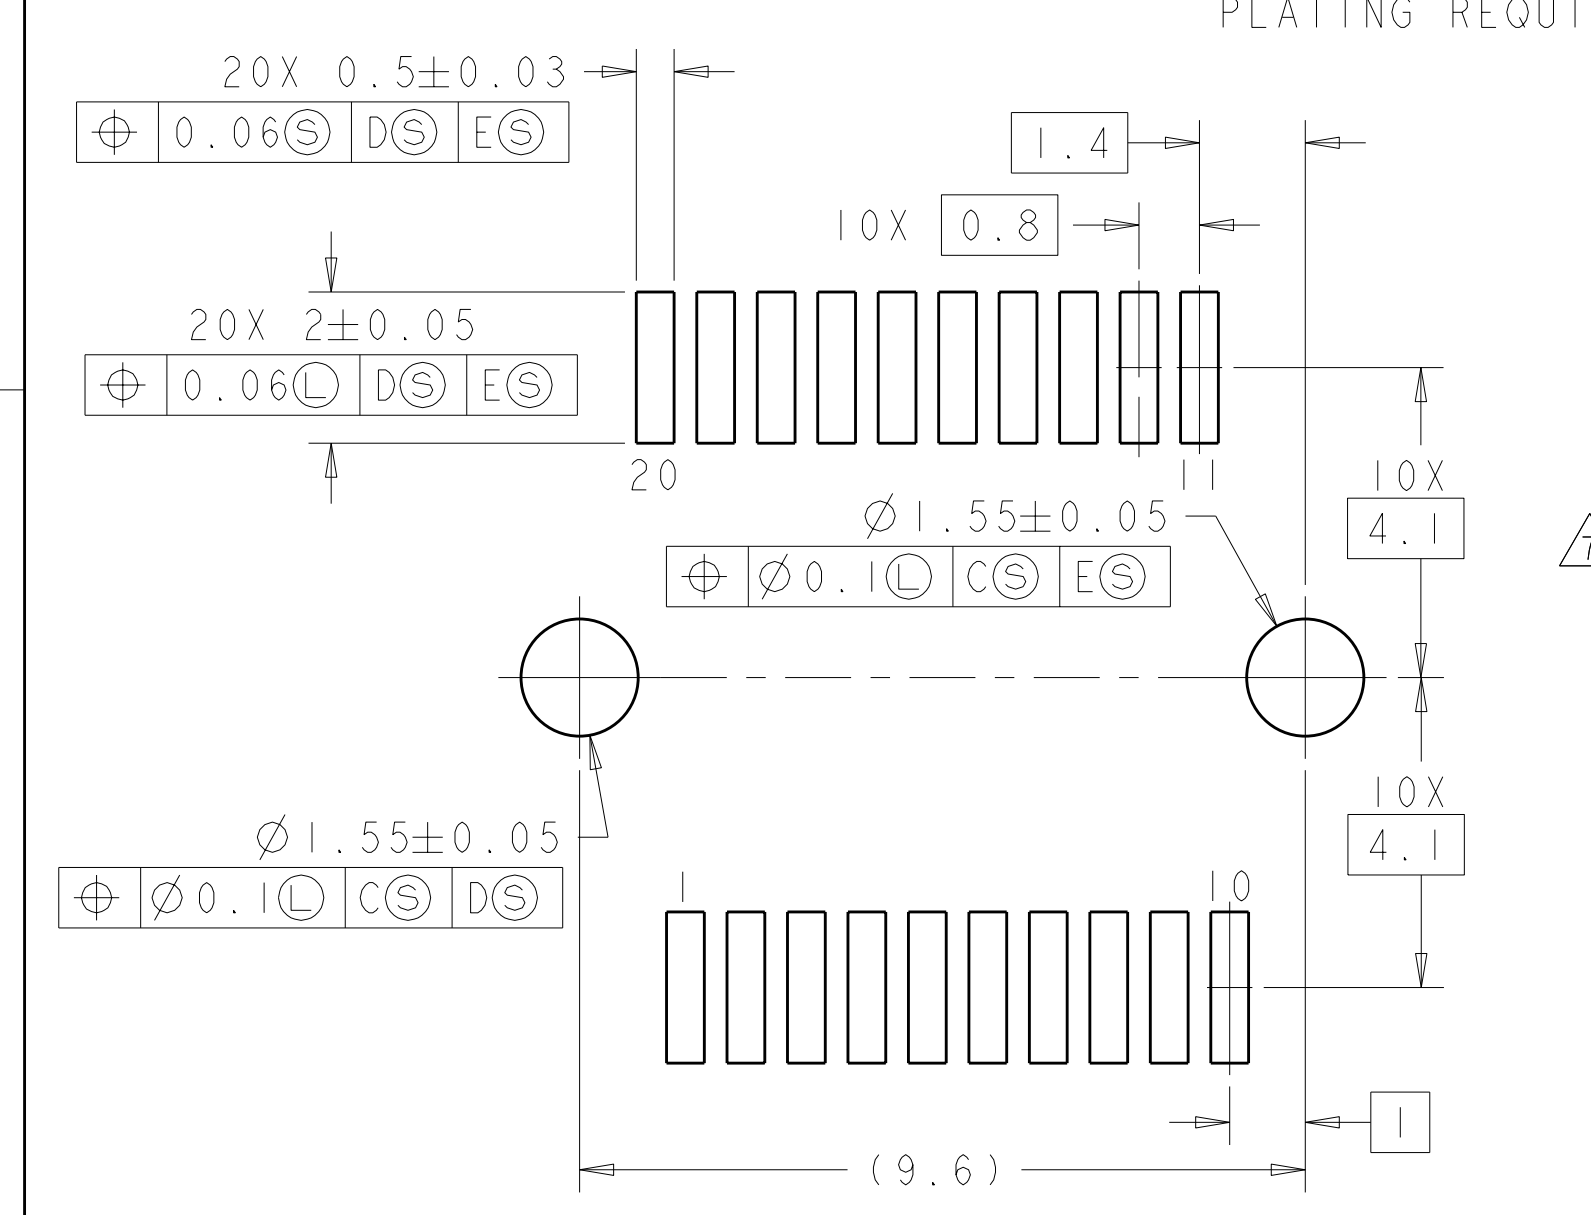 PLATING REQUI
20X 0.5±0.03
⌖ 0.06Ⓢ DⓈ EⓈ
1.4
10X 0.8
20X 2±0.05
⌖ 0.06Ⓛ DⓈ EⓈ
20
11
10X
4.1
Ø1.55±0.05
⌖ Ø0.1Ⓛ CⓈ EⓈ
10X
4.1
Ø1.55±0.05
⌖ Ø0.1Ⓛ CⓈ DⓈ
1
10
1
(9.6)